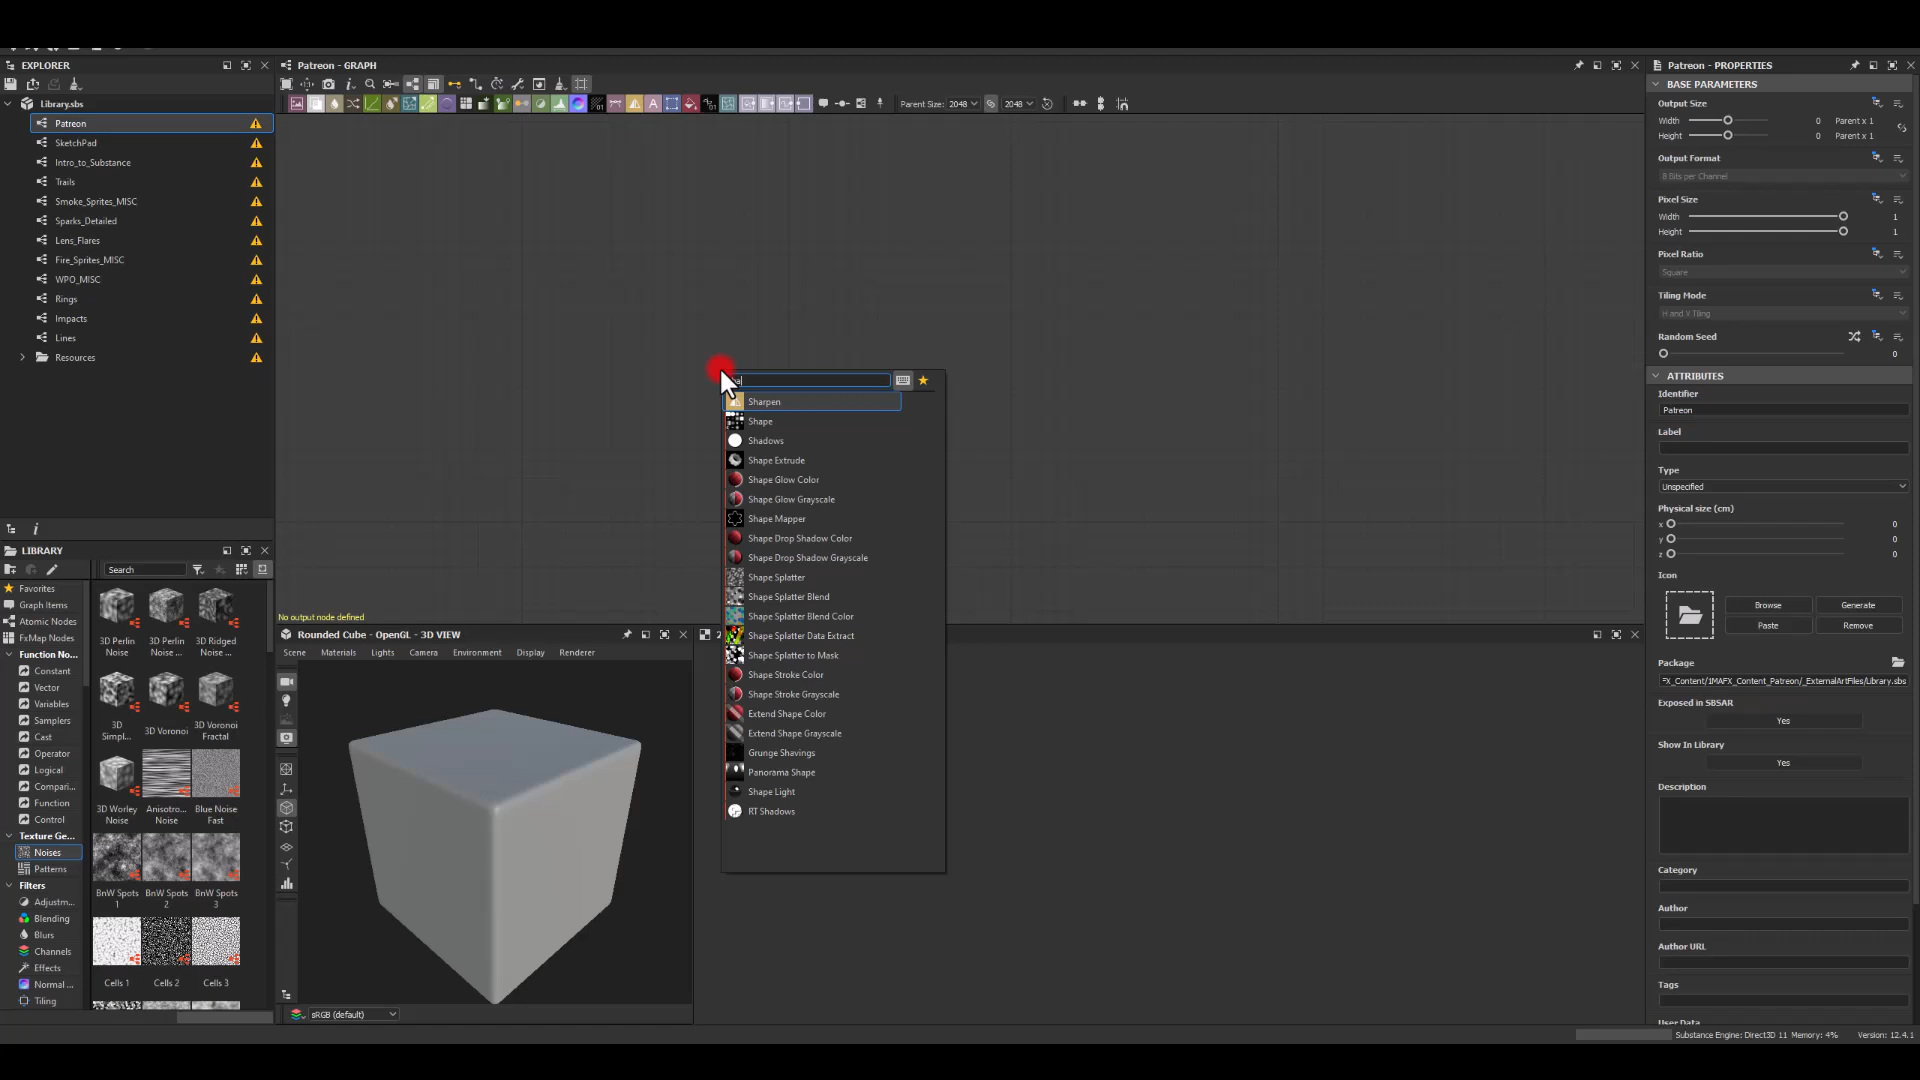 EXPLORER
Library.sbs
Patreon
SketchPad
Intro_to_Substance
Trails
Smoke_Sprites_MISC
Sparks_Detailed
Lens_Flares
Fire_Sprites_MISC
WPO_MISC
Rings
Impacts
Lines
Resources
LIBRARY
Search
Favorites
Graph Items
Atomic Nodes
FxMap Nodes
Function No...
Constant
Vector
Variables
Samplers
Cast
Operator
Logical
Compari...
Function
Control
Texture Ge...
Noises
Patterns
Filters
Adjustm...
Blending
Blurs
Channels
Effects
Normal ...
Tiling
3D Perlin Noise
3D Perlin Noise ...
3D Ridged Noise ...
3D Simpl...
3D Voronoi
3D Voronoi Fractal
3D Worley Noise
Anisotro... Noise
Blue Noise Fast
BnW Spots 1
BnW Spots 2
BnW Spots 3
Cells 1
Cells 2
Cells 3
Patreon - GRAPH
Parent Size: 2048
2048
No output node defined
Sharpen
Shape
Shadows
Shape Extrude
Shape Glow Color
Shape Glow Grayscale
Shape Mapper
Shape Drop Shadow Color
Shape Drop Shadow Grayscale
Shape Splatter
Shape Splatter Blend
Shape Splatter Blend Color
Shape Splatter Data Extract
Shape Splatter to Mask
Shape Stroke Color
Shape Stroke Grayscale
Extend Shape Color
Extend Shape Grayscale
Grunge Shavings
Panorama Shape
Shape Light
RT Shadows
Rounded Cube - OpenGL - 3D VIEW
Scene Materials Lights Camera Environment Display Renderer
sRGB (default)
Patreon - PROPERTIES
BASE PARAMETERS
Output Size
Width 0 Parent x 1
Height 0 Parent x 1
Output Format
8 Bits per Channel
Pixel Size
Width 1
Height 1
Pixel Ratio
Square
Tiling Mode
H and V Tiling
Random Seed
0
ATTRIBUTES
Identifier
Patreon
Label
Type
Unspecified
Physical size (cm)
x 0
y 0
z 0
Icon
Browse Generate
Paste Remove
Package
FX_Content/IMAFX_Content_Patreon/_ExternalArtFiles/Library.sbs
Exposed in SBSAR
Yes
Show In Library
Yes
Description
Category
Author
Author URL
Tags
User Data
Substance Engine: Direct3D 11 Memory: 4% Version: 12.4.1